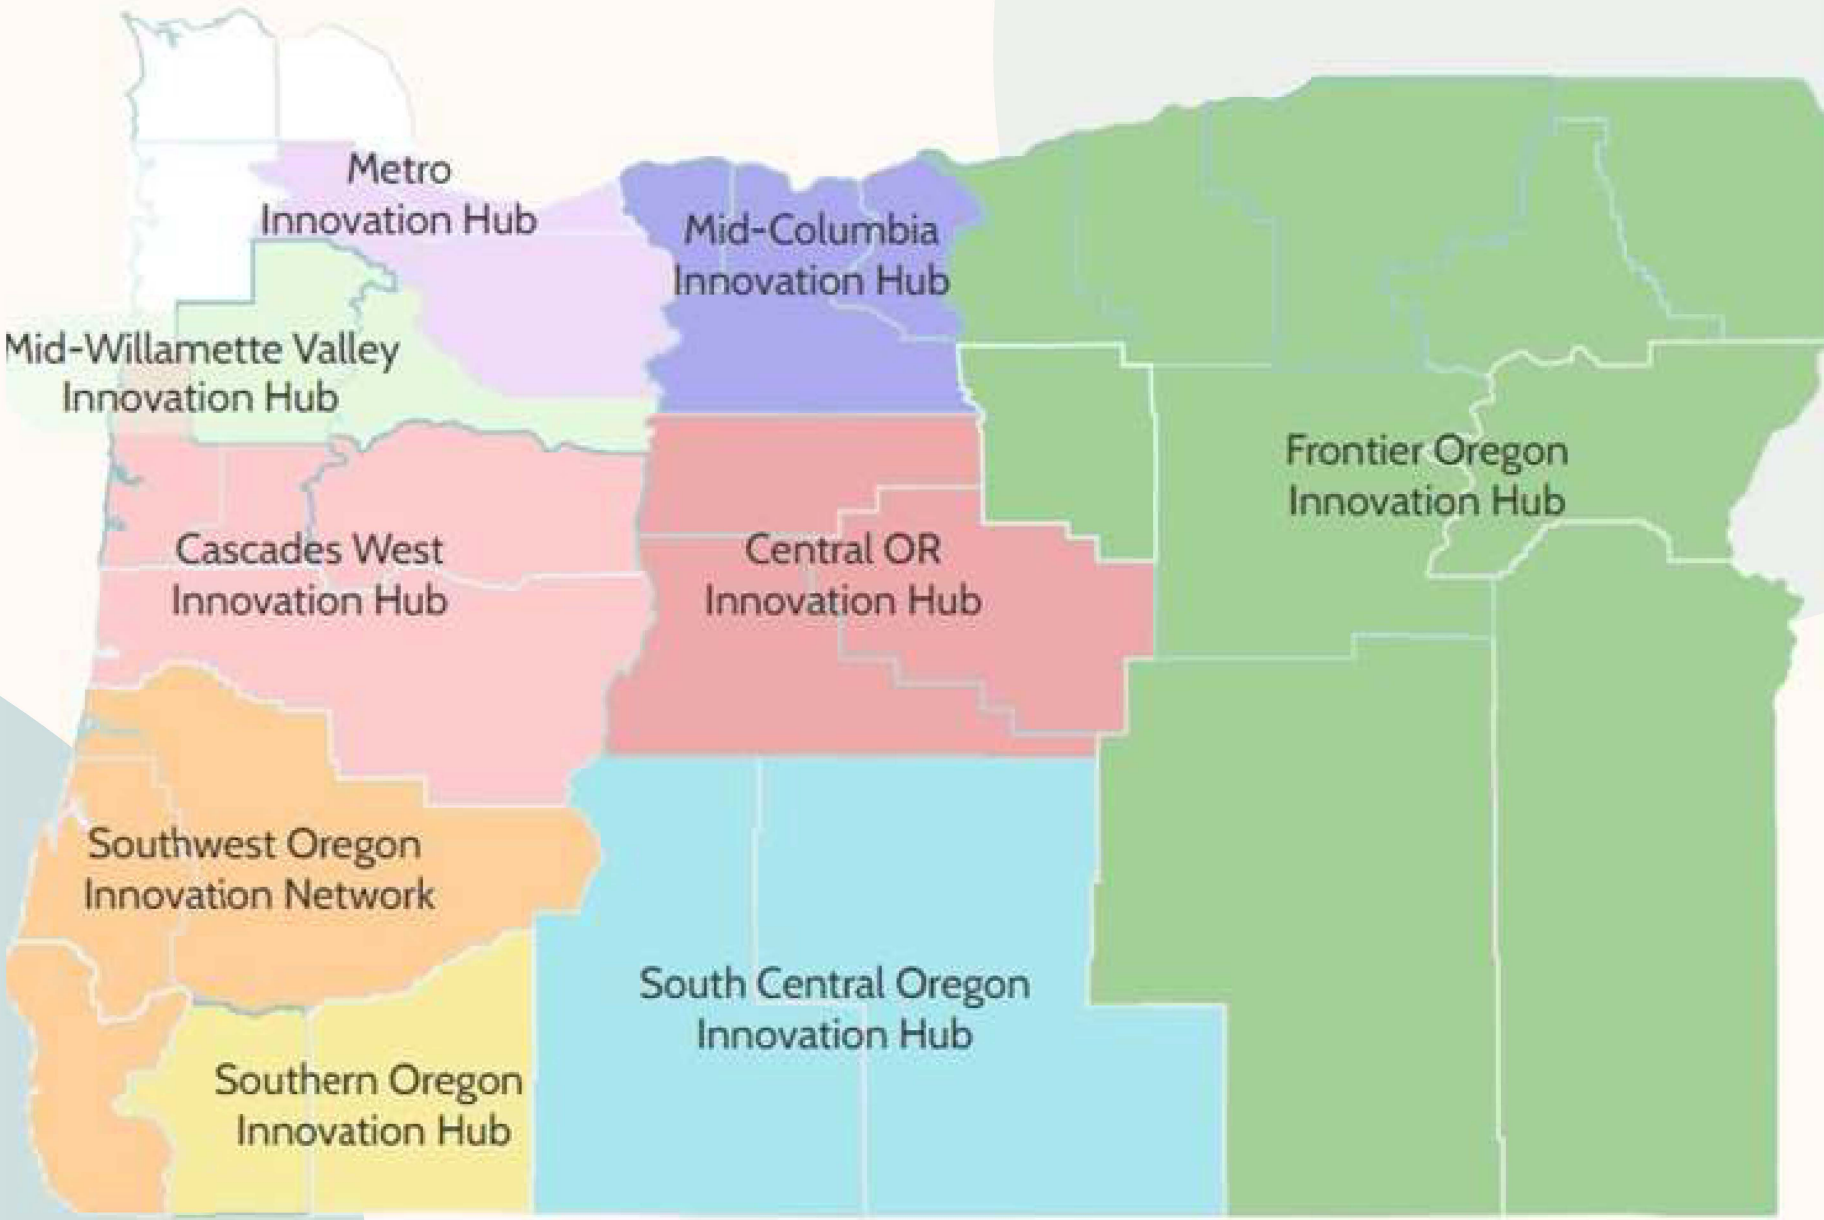 Metro
Innovation Hub
Mid-Columbia
Innovation Hub
Mid-Willamette Valley
Innovation Hub
Frontier Oregon
Innovation Hub
Cascades West
Innovation Hub
Central OR
Innovation Hub
Southwest Oregon
Innovation Network
South Central Oregon
Innovation Hub
Southern Oregon
Innovation Hub